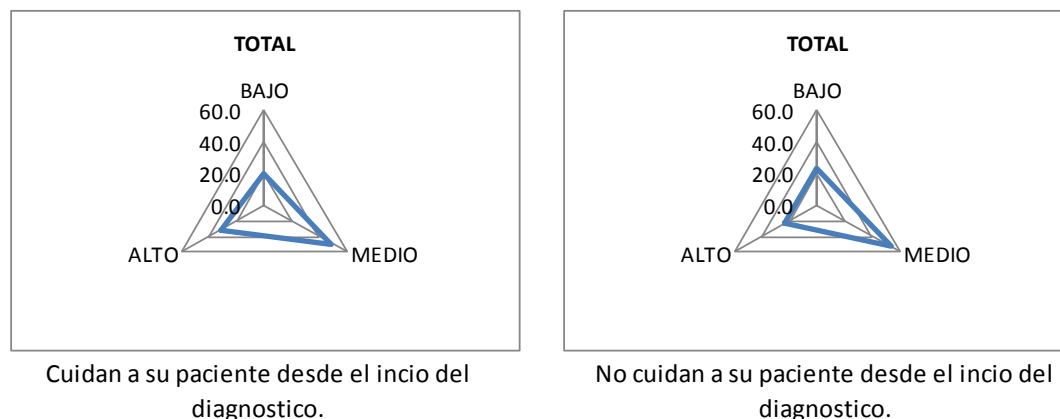 TOTAL
BAJO
60.0
40.0
20.0
0.0
ALTO
MEDIO
Cuidan a su paciente desde el incio del
diagnostico.
TOTAL
BAJO
60.0
40.0
20.0
0.0
ALTO
MEDIO
No cuidan a su paciente desde el incio del
diagnostico.